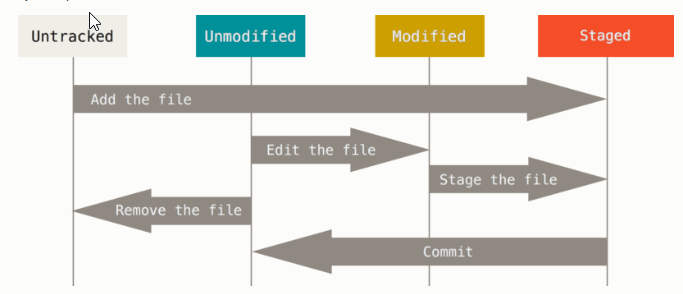 Untracked
Unmodified
Modified
Staged
Add the file
Edit the file
Stage the file
Remove the file
Commit